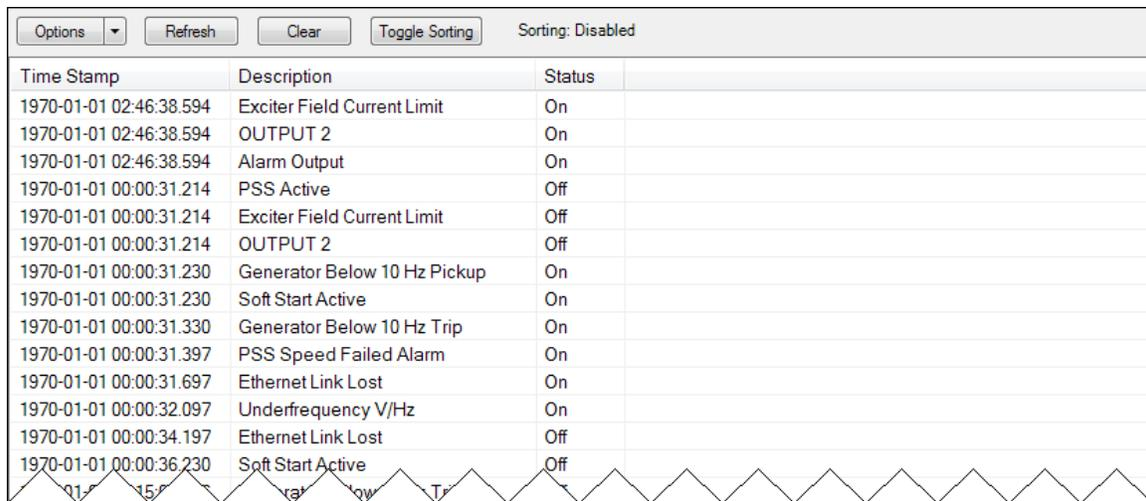 Options Refresh Clear Toggle Sorting Sorting: Disabled
Time Stamp Description Status
1970-01-01 02:46:38.594 Exciter Field Current Limit On
1970-01-01 02:46:38.594 OUTPUT 2 On
1970-01-01 02:46:38.594 Alarm Output On
1970-01-01 00:00:31.214 PSS Active Off
1970-01-01 00:00:31.214 Exciter Field Current Limit Off
1970-01-01 00:00:31.214 OUTPUT 2 Off
1970-01-01 00:00:31.230 Generator Below 10 Hz Pickup On
1970-01-01 00:00:31.230 Soft Start Active On
1970-01-01 00:00:31.330 Generator Below 10 Hz Trip On
1970-01-01 00:00:31.397 PSS Speed Failed Alarm On
1970-01-01 00:00:31.697 Ethernet Link Lost On
1970-01-01 00:00:32.097 Underfrequency V/Hz On
1970-01-01 00:00:34.197 Ethernet Link Lost Off
1970-01-01 00:00:36.230 Soft Start Active Off